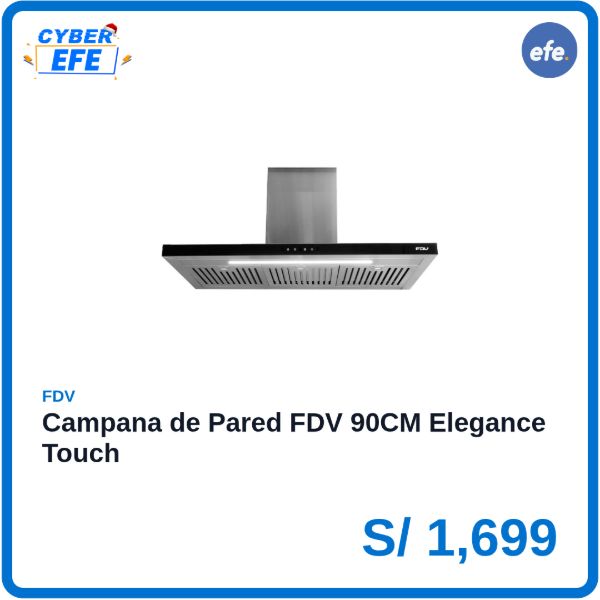 CYBER
EFE
efe.
FDV
FDV
Campana de Pared FDV 90CM Elegance
Touch
S/ 1,699